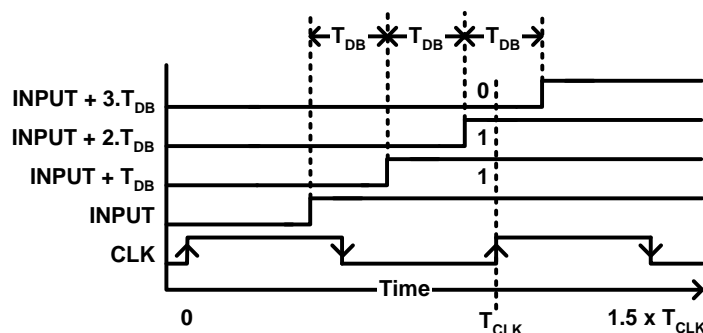 T_DB T_DB T_DB
INPUT + 3.T_DB 0
INPUT + 2.T_DB 1
INPUT + T_DB 1
INPUT
CLK
Time
0 T_CLK 1.5 x T_CLK